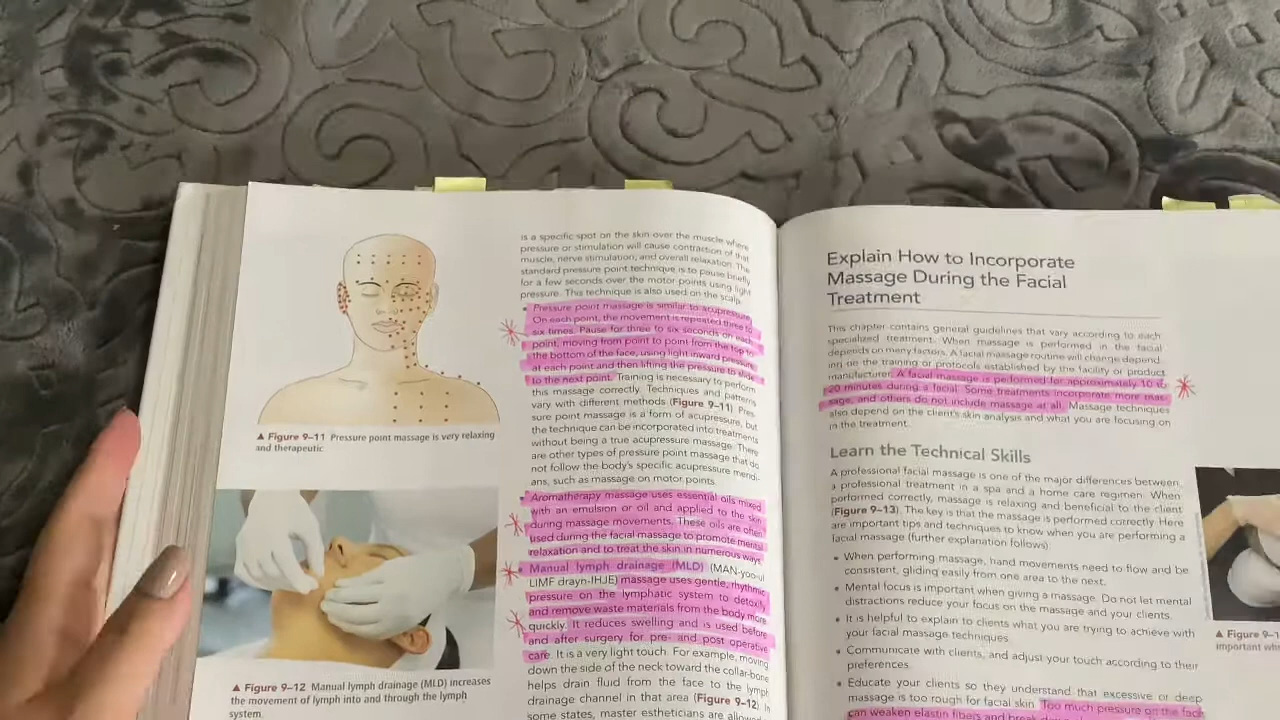 is a specific spot on the skin over the muscle where
pressure or stimulation will cause contraction of that
muscle, nerve stimulation, and overall relaxation. The
standard pressure point technique is to pause briefly
for a few seconds over the motor points using light
pressure. This technique is also used on the scalp.
• Pressure point massage is similar to acupressure.
On each point, the movement is repeated three to
six times. Pause for three to six seconds on each
point, moving from point to point from the top to
the bottom of the face, using light inward pressure
at each point and then lifting the pressure to slide
to the next point. Training is necessary to perform
this massage correctly. Techniques and patterns
vary with different methods (Figure 9–11). Pres-
sure point massage is a form of acupressure, but
the technique can be incorporated into treatments
without being a true acupressure massage. There
are other types of pressure point massage that do
not follow the body's specific acupressure meridi-
ans, such as massage on motor points.
• Aromatherapy massage uses essential oils mixed
with an emulsion or oil and applied to the skin
during massage movements. These oils are often
used during the facial massage to promote mental
relaxation and to treat the skin in numerous ways.
• Manual lymph drainage (MLD) (MAN-yoo-ul
LIMF drayn-IHJE) massage uses gentle, rhythmic
pressure on the lymphatic system to detoxify
and remove waste materials from the body more
quickly. It reduces swelling and is used before
and after surgery for pre- and post operative
care. It is a very light touch. For example, moving
down the side of the neck toward the collar-bone
helps drain fluid from the face to the lymph
drainage channel in that area (Figure 9–12). In
some states, master estheticians are allowed
▲ Figure 9–11 Pressure point massage is very relaxing
and therapeutic
▲ Figure 9–12 Manual lymph drainage (MLD) increases
the movement of lymph into and through the lymph
system.
Explain How to Incorporate
Massage During the Facial
Treatment
This chapter contains general guidelines that vary according to each
specialized treatment. When massage is performed in the facial
depends on many factors. A facial massage routine will change depend-
ing on the training or protocols established by the facility or product
manufacturer. A facial massage is performed for approximately 10 to
20 minutes during a facial. Some treatments incorporate more mas-
sage, and others do not include massage at all. Massage techniques
also depend on the client's skin analysis and what you are focusing on
in the treatment.
Learn the Technical Skills
A professional facial massage is one of the major differences between
a professional treatment in a spa and a home care regimen. When
performed correctly, massage is relaxing and beneficial to the client
(Figure 9–13). The key is that the massage is performed correctly. Here
are important tips and techniques to know when you are performing a
facial massage (further explanation follows):
• When performing massage, hand movements need to flow and be
consistent, gliding easily from one area to the next.
• Mental focus is important when giving a massage. Do not let mental
distractions reduce your focus on the massage and your clients.
• It is helpful to explain to clients what you are trying to achieve with
your facial massage techniques.
• Communicate with clients, and adjust your touch according to their
preferences.
• Educate your clients so they understand that excessive or deep
massage is too rough for facial skin. Too much pressure on the face
can weaken elastin fibers and break
▲ Figure 9–1
important wh